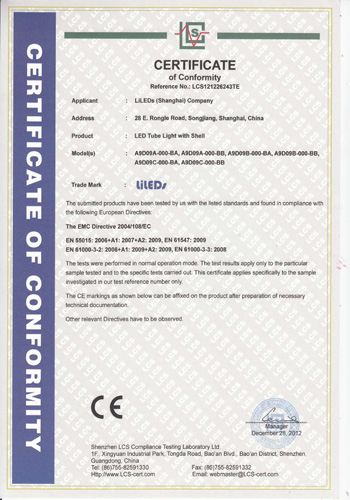 CERTIFICATE OF CONFORMITY
LCS
CERTIFICATE
of Conformity
Reference No.: LCS121226243TE
Applicant : LiLEDs (Shanghai) Company
Address : 28 E. Rongle Road, Songjiang, Shanghai, China
Product : LED Tube Light with Shell
Model(s) : A9D09A-000-BA, A9D09A-000-BB, A9D09B-000-BA, A9D09B-000-BB,
A9D09C-000-BA, A9D09C-000-BB
Trade Mark : LiLEDs
The submitted products have been tested by us with the listed standards and found in compliance with
the following European Directives:
The EMC Directive 2004/108/EC
EN 55015: 2006+A1: 2007+A2: 2009, EN 61547: 2009
EN 61000-3-2: 2006+A1: 2009+A2: 2009, EN 61000-3-3: 2008
The tests were performed in normal operation mode. The test results apply only to the particular
sample tested and to the specific tests carried out. This certificate applies specifically to the sample
investigated in our test reference number only.
The CE markings as shown below can be affixed on the product after preparation of necessary
technical documentation.
Other relevant Directives have to be observed.
CE
Manager
December 28, 2012
Shenzhen LCS Compliance Testing Laboratory Ltd.
1F, Xingyuan Industrial Park, Tongda Road, Bao'an Blvd., Bao'an District, Shenzhen,
Guangdong, China
Tel: (86)755-82591330 Fax: (86)755-82591332
Http://www.LCS-cert.com Email: webmaster@LCS-cert.com